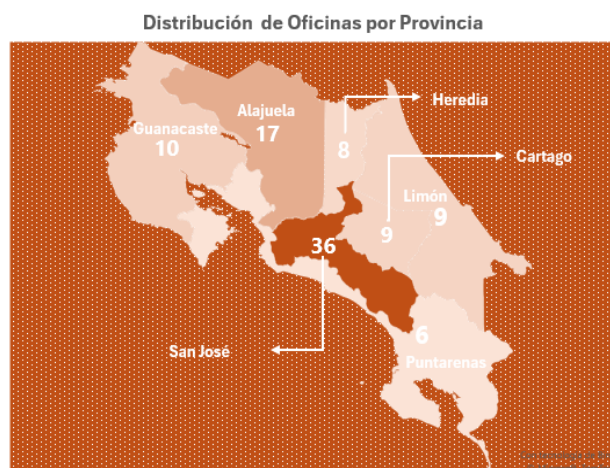 Distribución de Oficinas por Provincia
Heredia
Alajuela
17
Guanacaste
10
8
Cartago
Limón
9
9
36
San José
6
Puntarenas